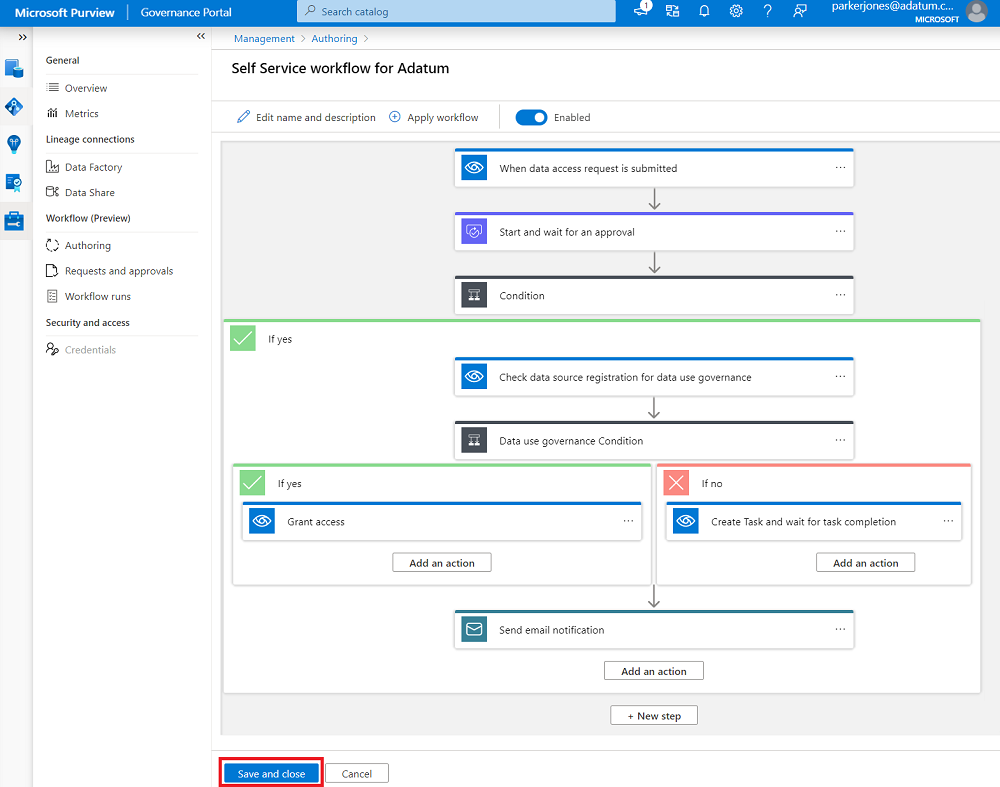 Microsoft Purview | Governance Portal
Search catalog
1
?
parkerjones@adatum.c...
MICROSOFT
General
Overview
Metrics
Lineage connections
Data Factory
Data Share
Workflow (Preview)
Authoring
Requests and approvals
Workflow runs
Security and access
Credentials
Management > Authoring >
Self Service workflow for Adatum
Edit name and description
Apply workflow
Enabled
When data access request is submitted ...
Start and wait for an approval ...
Condition ...
If yes
Check data source registration for data use governance ...
Data use governance Condition ...
If yes
Grant access ...
Add an action
If no
Create Task and wait for task completion ...
Add an action
Send email notification ...
Add an action
+ New step
Save and close
Cancel